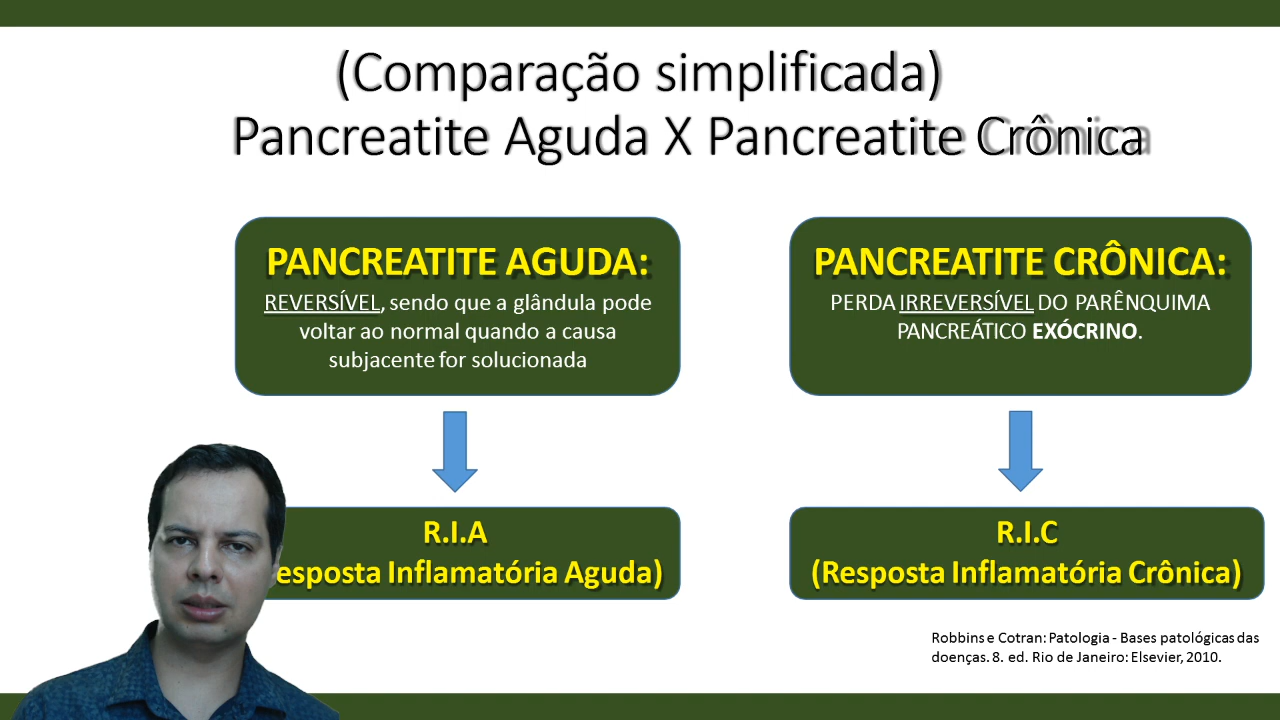 (Comparação simplificada)
Pancreatite Aguda X Pancreatite Crônica
PANCREATITE AGUDA:
REVERSÍVEL, sendo que a glândula pode
voltar ao normal quando a causa
subjacente for solucionada
PANCREATITE CRÔNICA:
PERDA IRREVERSÍVEL DO PARÊNQUIMA
PANCREÁTICO EXÓCRINO.
R.I.A
esposta Inflamatória Aguda)
R.I.C
(Resposta Inflamatória Crônica)
Robbins e Cotran: Patologia - Bases patológicas das
doenças. 8. ed. Rio de Janeiro: Elsevier, 2010.